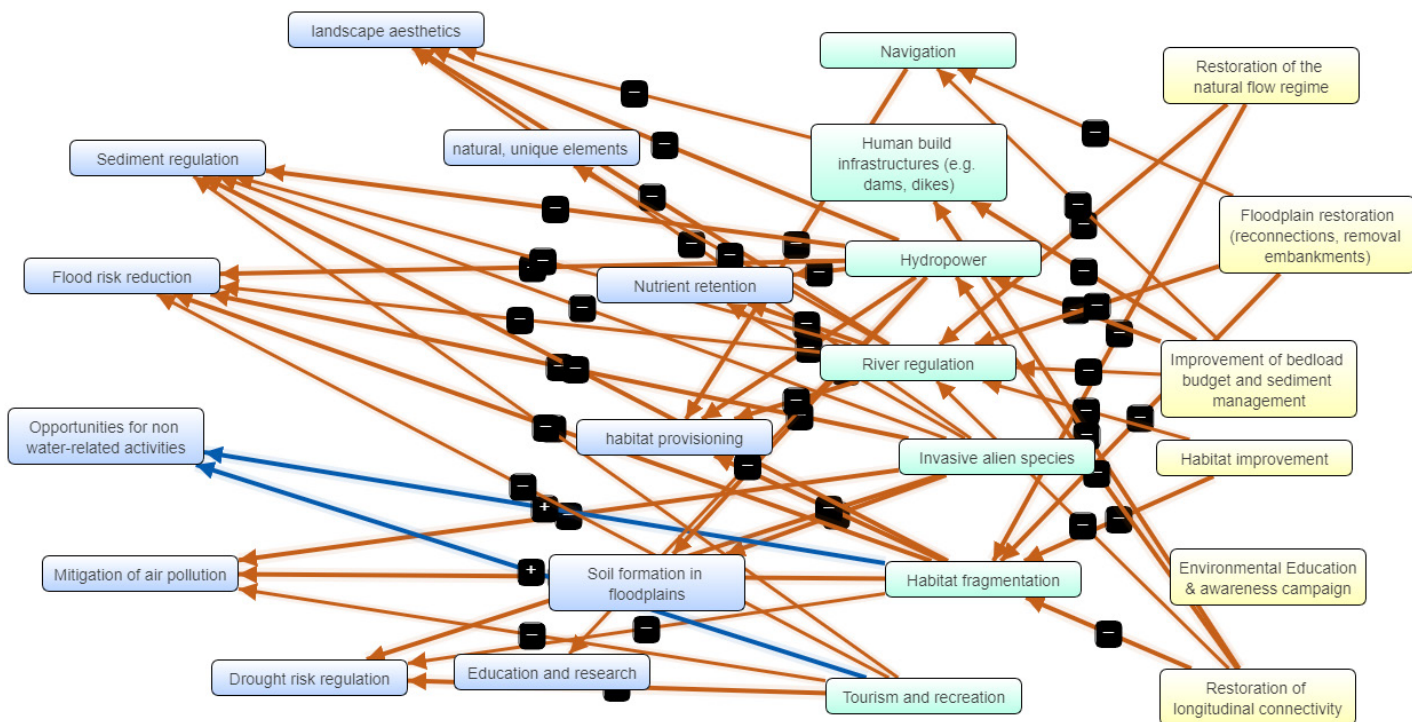 landscape aesthetics
Navigation
Restoration of the
natural flow regime
natural, unique elements
Human build
infrastructures (e.g.
dams, dikes)
Sediment regulation
Floodplain restoration
(reconnections, removal
embankments)
Hydropower
Flood risk reduction
Nutrient retention
River regulation
Improvement of bedload
budget and sediment
management
Opportunities for non
water-related activities
habitat provisioning
Invasive alien species
Habitat improvement
Mitigation of air pollution
Soil formation in
floodplains
Habitat fragmentation
Environmental Education
& awareness campaign
Drought risk regulation
Education and research
Tourism and recreation
Restoration of
longitudinal connectivity